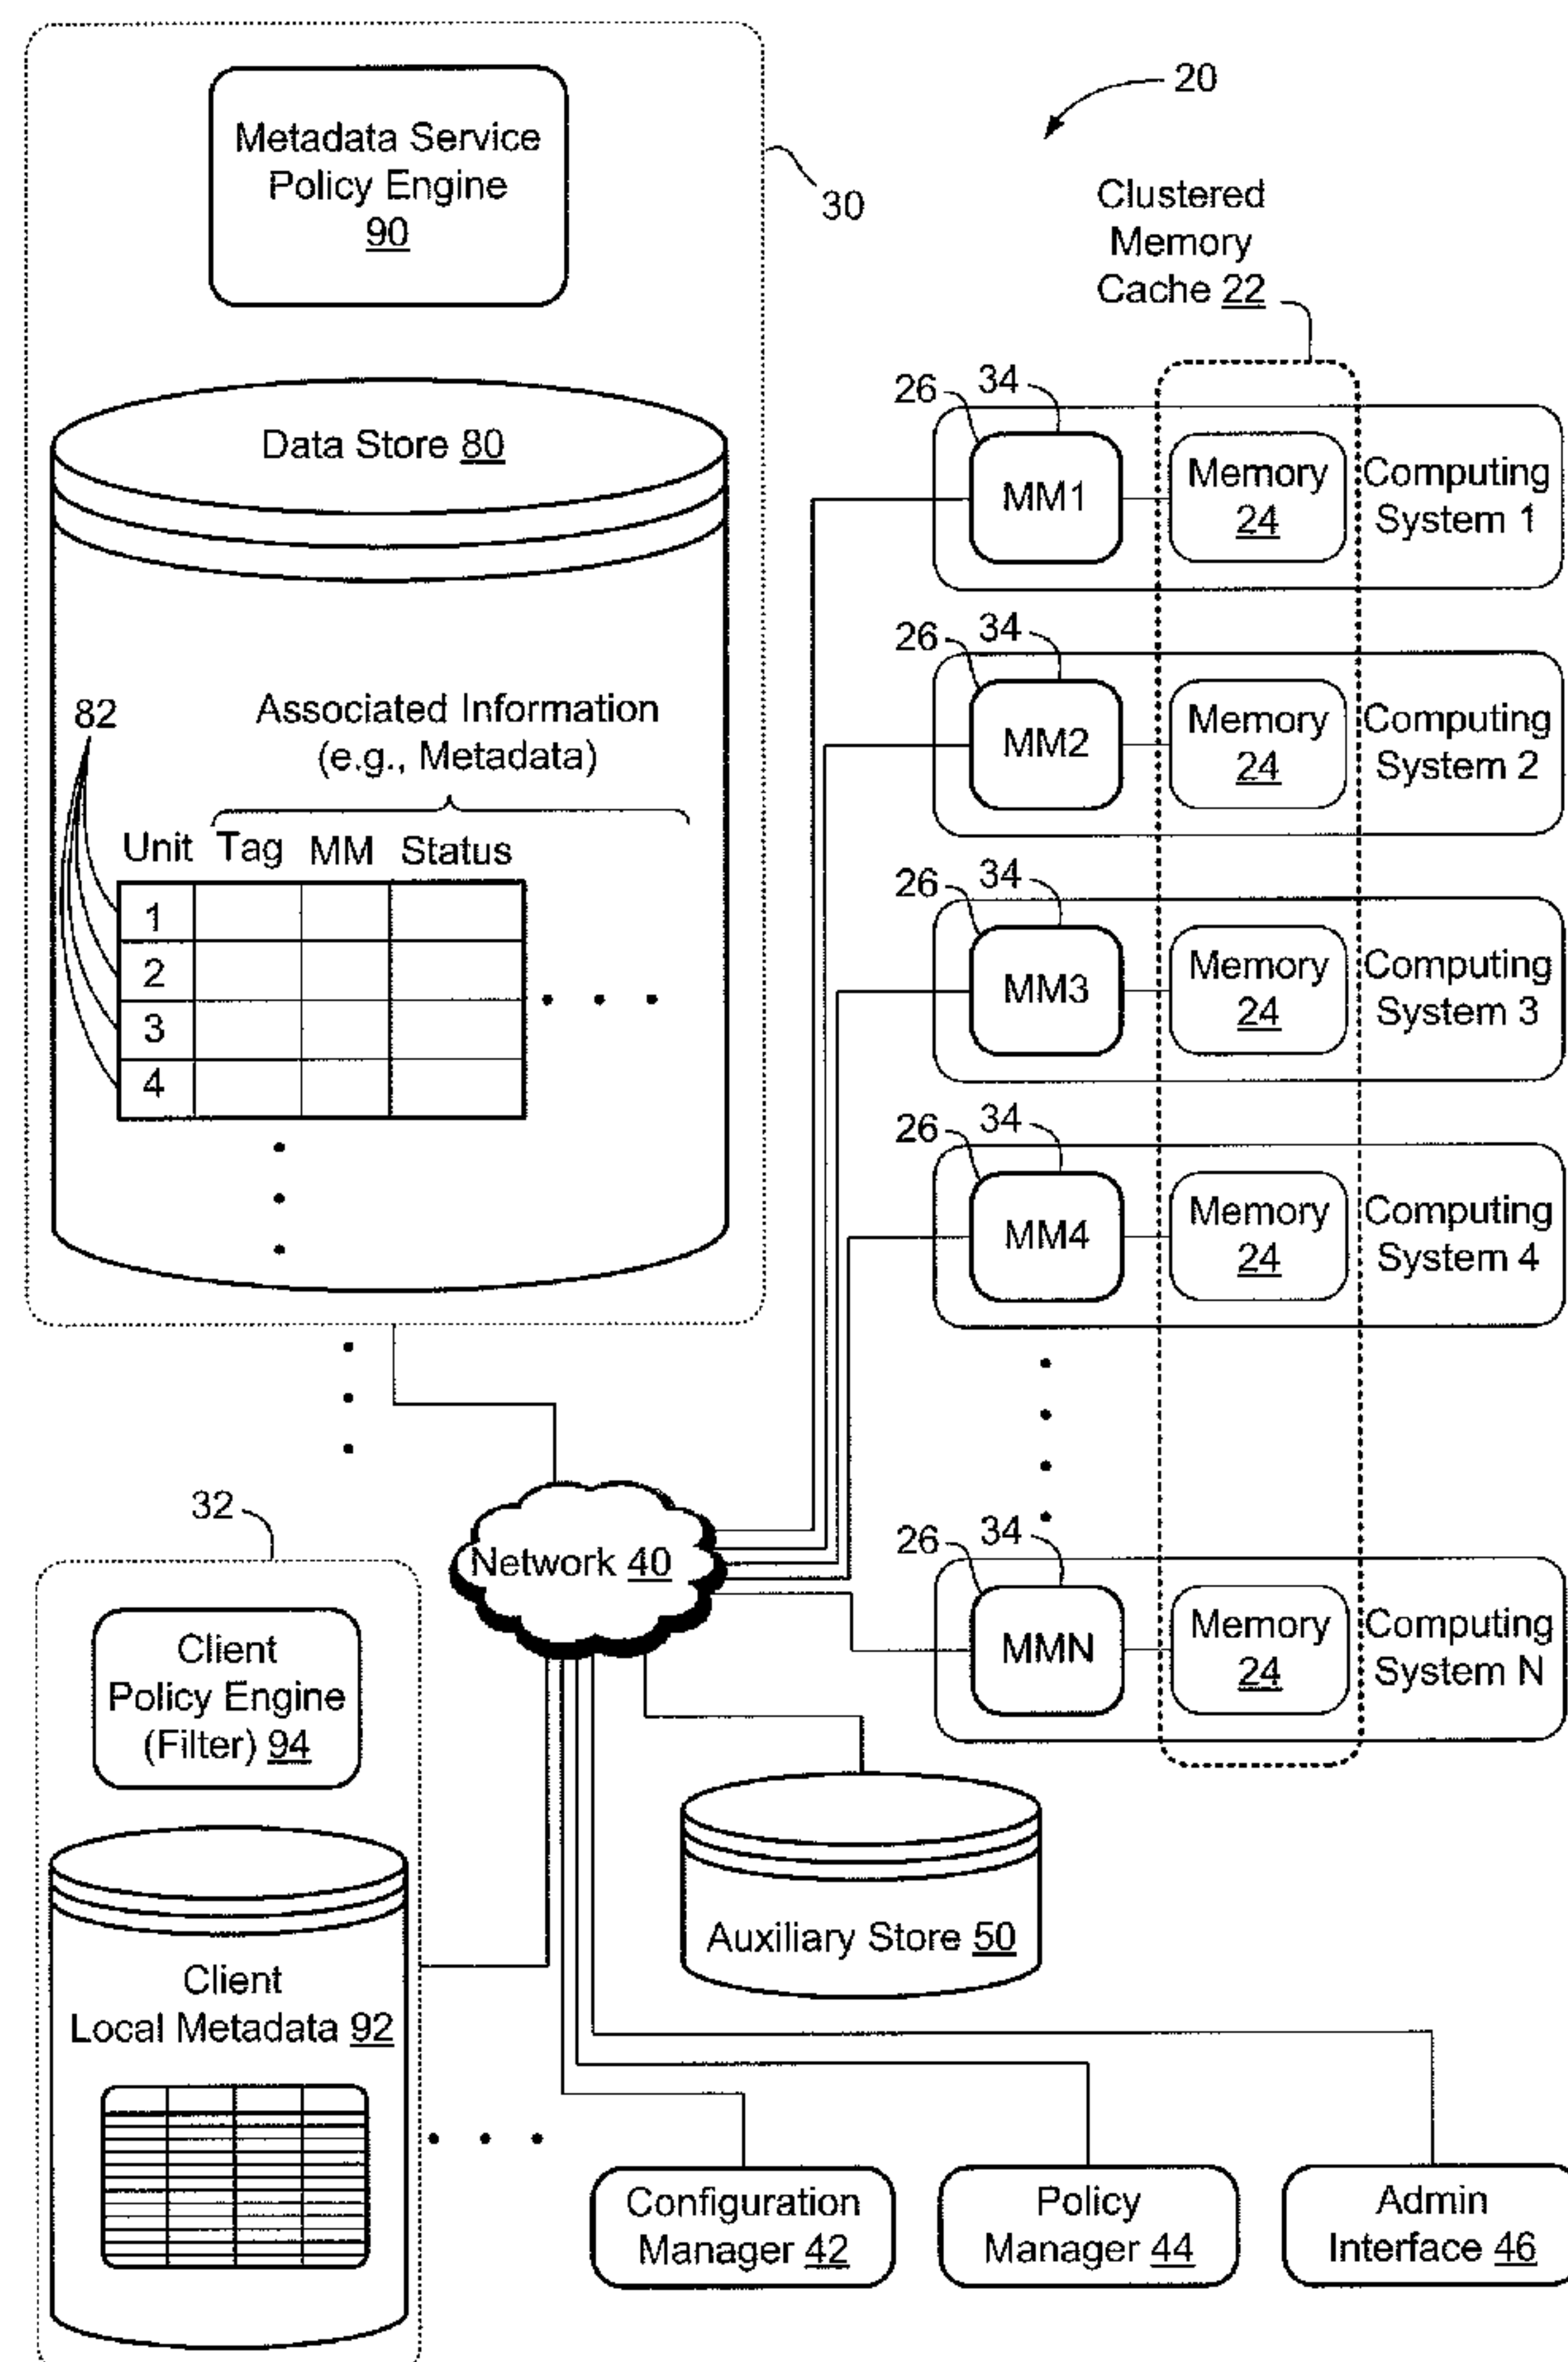 20
Metadata Service
Policy Engine
90
30
Clustered
Memory
Cache 22
Data Store 80
82
Associated Information
(e.g., Metadata)
Unit Tag MM Status
1
2
3
4
26 34
MM1
Memory
24
Computing
System 1
26 34
MM2
Memory
24
Computing
System 2
26 34
MM3
Memory
24
Computing
System 3
26 34
MM4
Memory
24
Computing
System 4
26 34
MMN
Memory
24
Computing
System N
32
Network 40
Client
Policy Engine
(Filter) 94
Client
Local Metadata 92
Auxiliary Store 50
Configuration
Manager 42
Policy
Manager 44
Admin
Interface 46